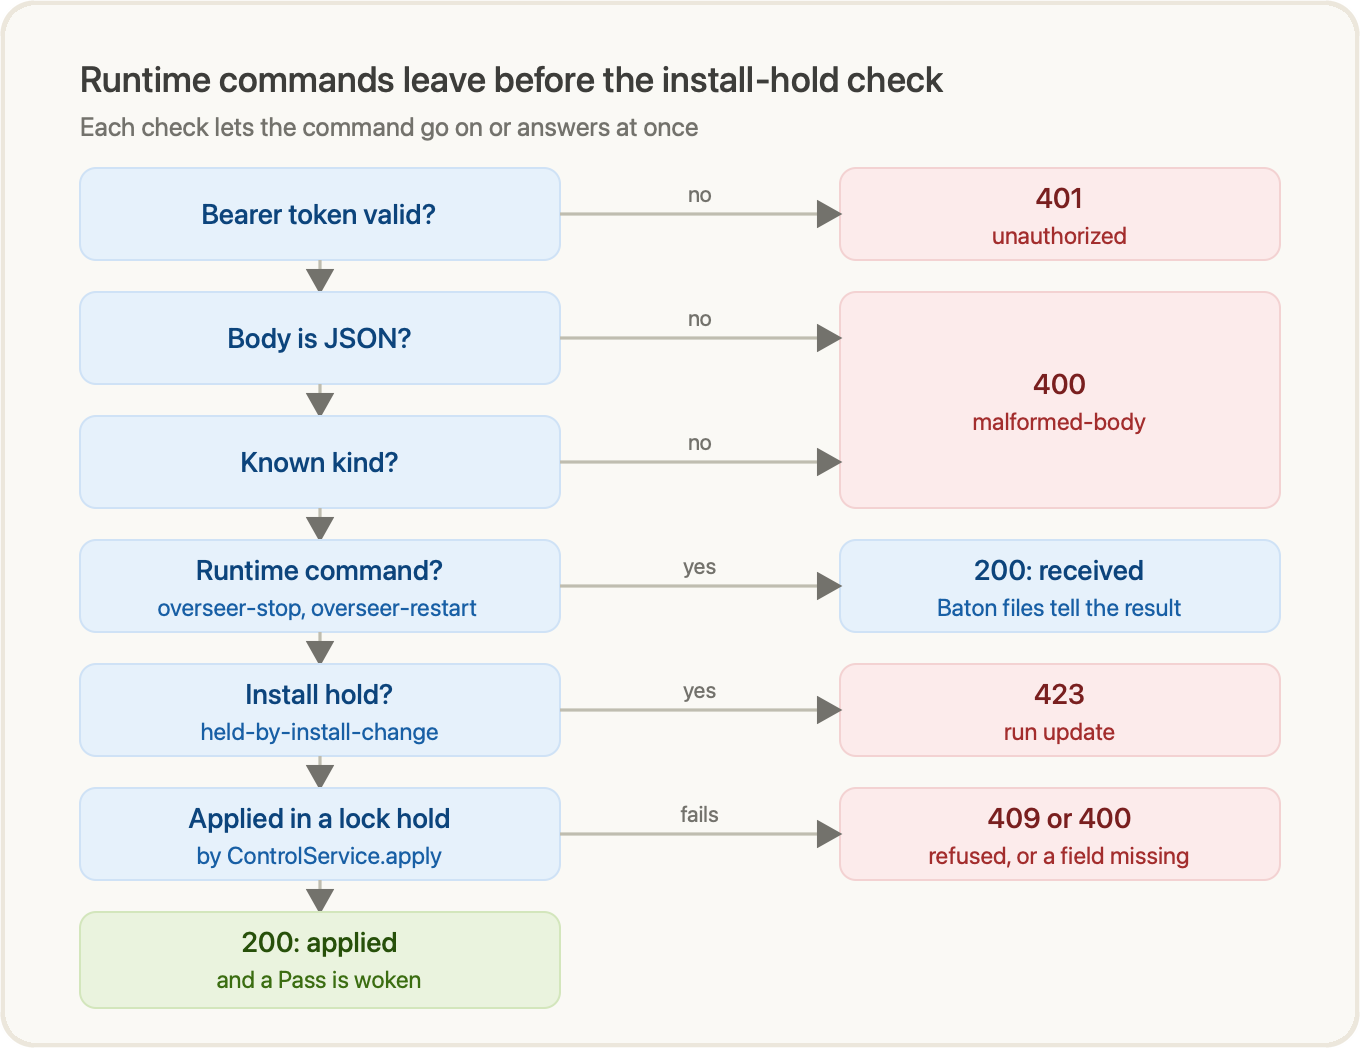 Runtime commands leave before the install-hold check
Each check lets the command go on or answers at once
Bearer token valid?
no
401
unauthorized
Body is JSON?
no
400
malformed-body
Known kind?
no
Runtime command?
overseer-stop, overseer-restart
yes
200: received
Baton files tell the result
Install hold?
held-by-install-change
yes
423
run update
Applied in a lock hold
by ControlService.apply
fails
409 or 400
refused, or a field missing
200: applied
and a Pass is woken